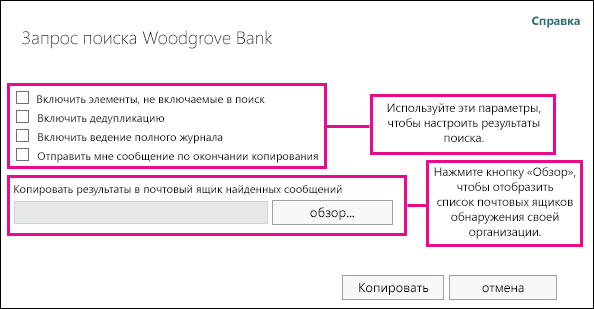 Справка
Запрос поиска Woodgrove Bank
Включить элементы, не включаемые в поиск
Включить дедупликацию
Включить ведение полного журнала
Отправить мне сообщение по окончании копирования
Используйте эти параметры,
чтобы настроить результаты
поиска.
Копировать результаты в почтовый ящик найденных сообщений
обзор...
Нажмите кнопку «Обзор»,
чтобы отобразить
список почтовых ящиков
обнаружения своей
организации.
Копировать
отмена